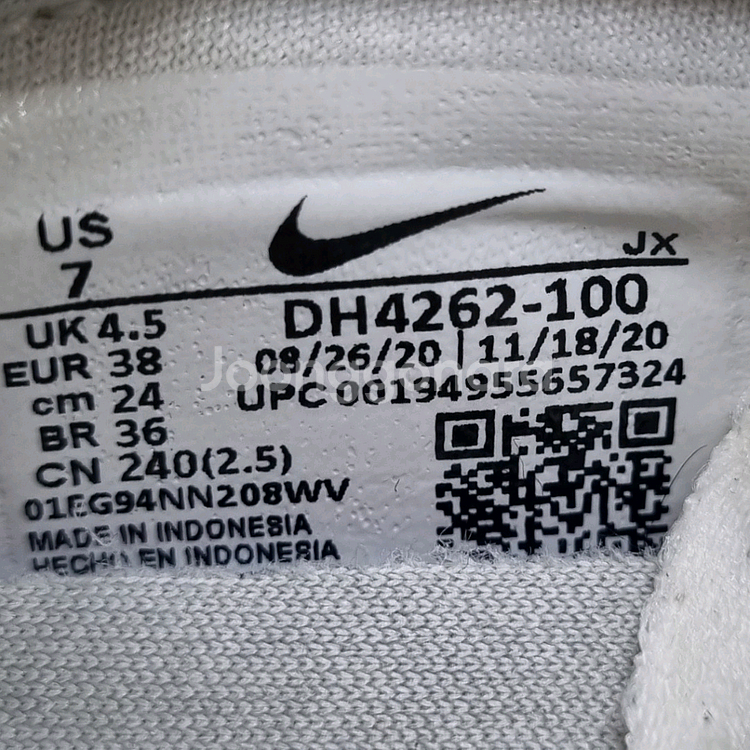 US
7
JX
UK 4.5
EUR 38
cm 24
BR 36
CN 240(2.5)
DH4262-100
08/26/20 | 11/18/20
UPC 00194955657324
01EG94NN208WV
MADE IN INDONESIA
HECHO EN INDONESIA